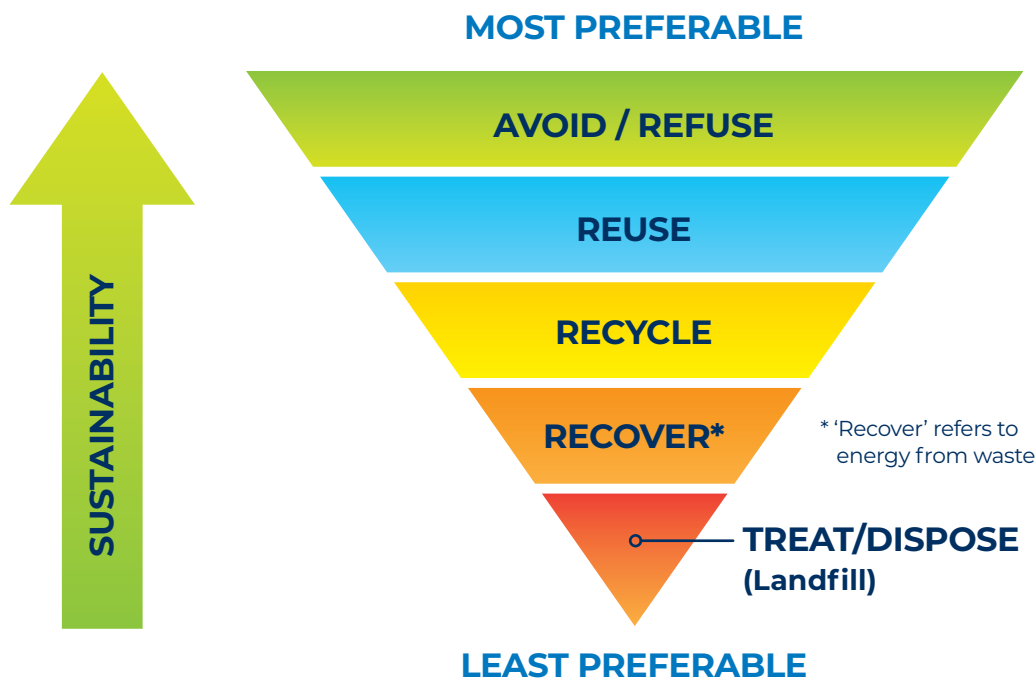 MOST PREFERABLE
AVOID / REFUSE
REUSE
RECYCLE
RECOVER*
* ‘Recover’ refers to
energy from waste
TREAT/DISPOSE
(Landfill)
LEAST PREFERABLE
SUSTAINABILITY